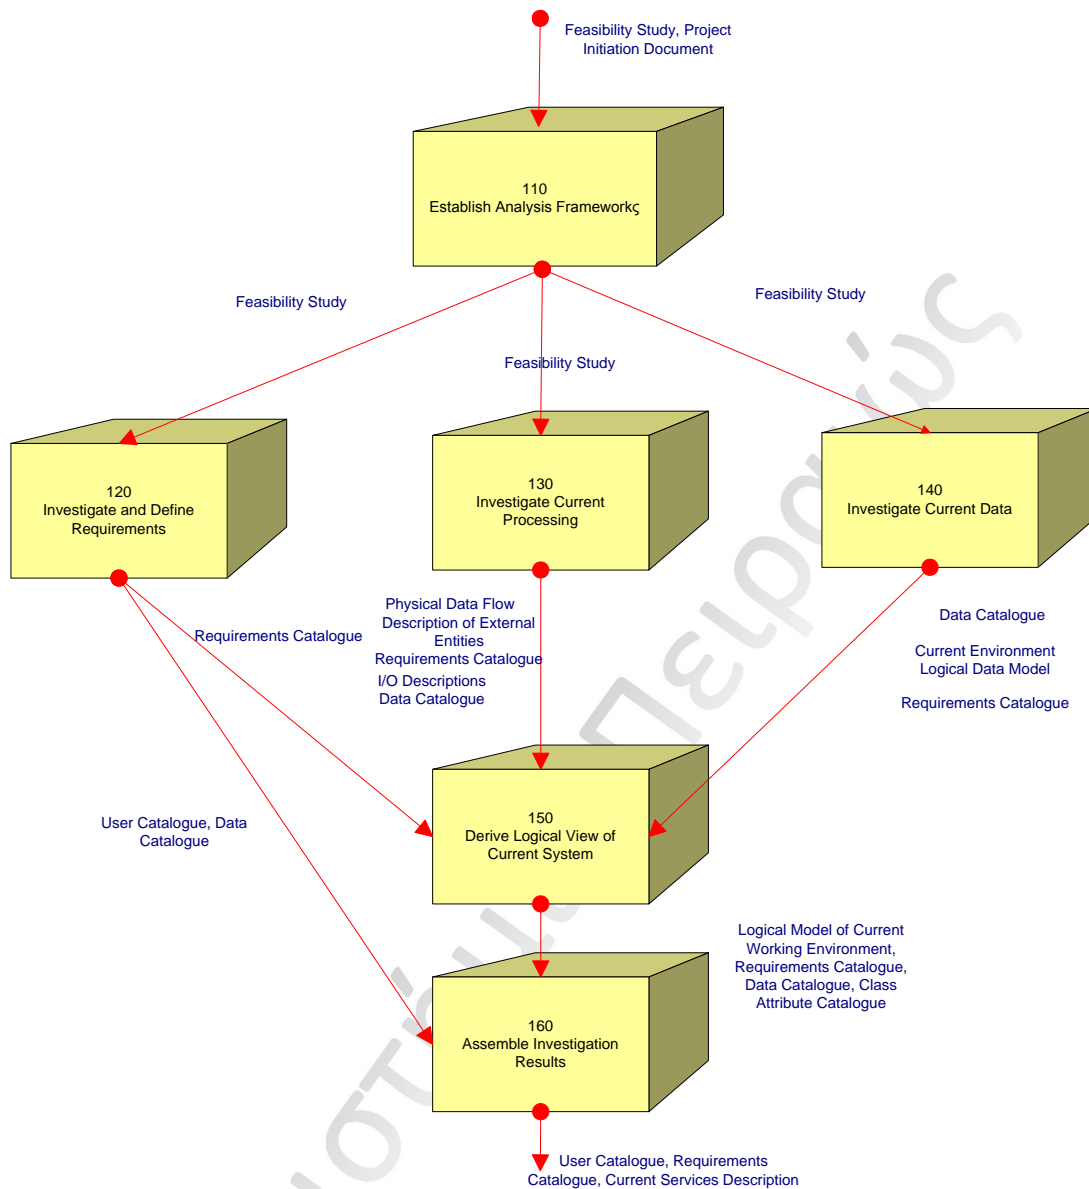 Feasibility Study, Project
Initiation Document
110
Establish Analysis Frameworkς
Feasibility Study
Feasibility Study
Feasibility Study
120
Investigate and Define
Requirements
130
Investigate Current
Processing
140
Investigate Current Data
Requirements Catalogue
Physical Data Flow
Description of External
Entities
Requirements Catalogue
I/O Descriptions
Data Catalogue
Data Catalogue
Current Environment
Logical Data Model
Requirements Catalogue
User Catalogue, Data
Catalogue
150
Derive Logical View of
Current System
Logical Model of Current
Working Environment,
Requirements Catalogue,
Data Catalogue, Class
Attribute Catalogue
160
Assemble Investigation
Results
User Catalogue, Requirements
Catalogue, Current Services Description